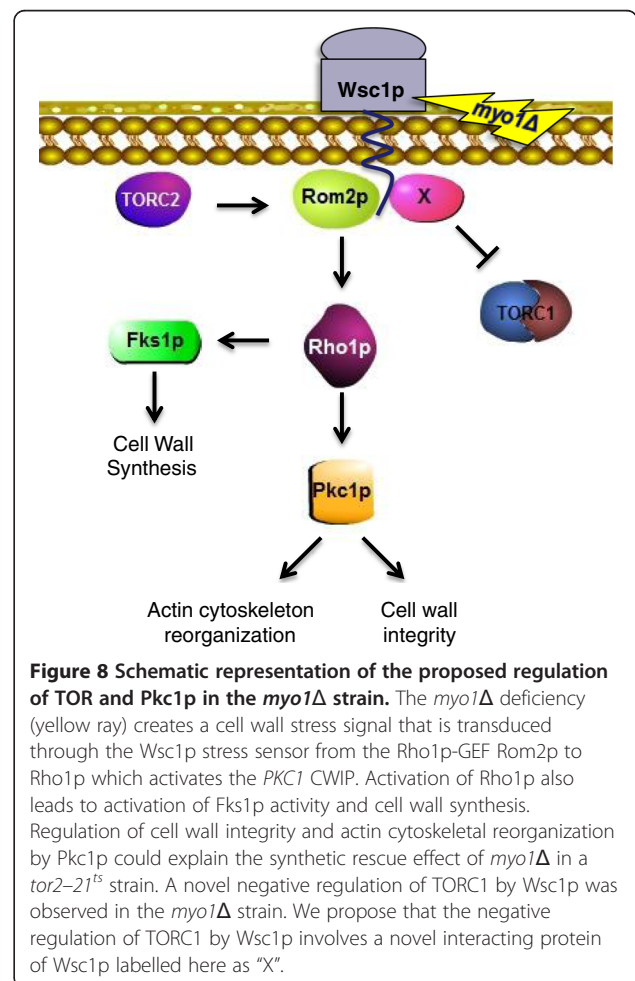 Wsc1p
myo1Δ
TORC2
Rom2p
X
TORC1
Fks1p
Rho1p
Cell Wall
Synthesis
Pkc1p
Actin cytoskeleton
reorganization
Cell wall
integrity
Figure 8 Schematic representation of the proposed regulation
of TOR and Pkc1p in the myo1Δ strain. The myo1Δ deficiency
(yellow ray) creates a cell wall stress signal that is transduced
through the Wsc1p stress sensor from the Rho1p-GEF Rom2p to
Rho1p which activates the PKC1 CWIP. Activation of Rho1p also
leads to activation of Fks1p activity and cell wall synthesis.
Regulation of cell wall integrity and actin cytoskeletal reorganization
by Pkc1p could explain the synthetic rescue effect of myo1Δ in a
tor2–21ts strain. A novel negative regulation of TORC1 by Wsc1p was
observed in the myo1Δ strain. We propose that the negative
regulation of TORC1 by Wsc1p involves a novel interacting protein
of Wsc1p labelled here as “X”.